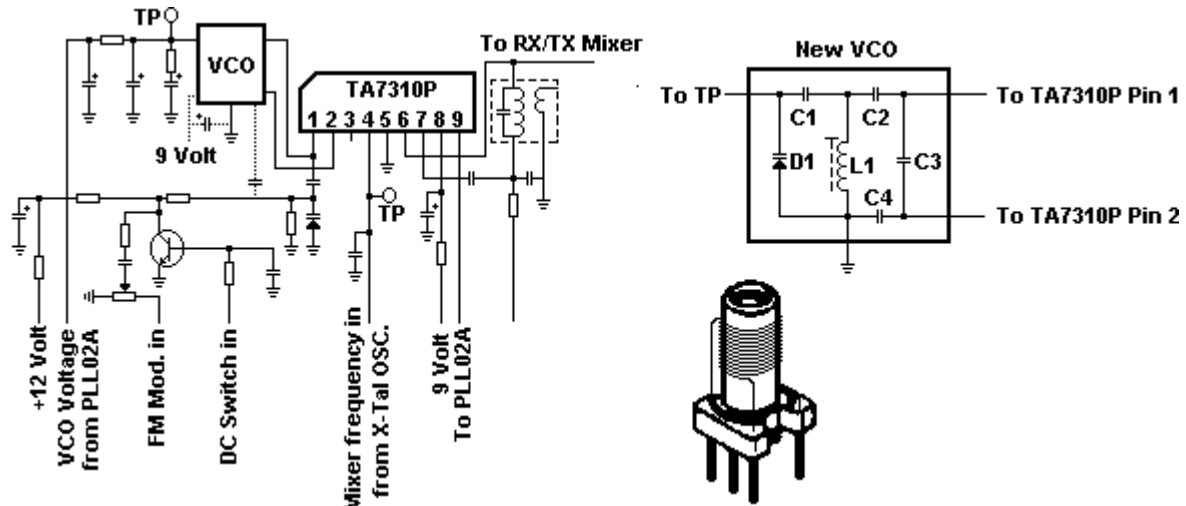 TP
VCO
To RX/TX Mixer
TA7310P
1 2 3 4 5 6 7 8 9
9 Volt
TP
+12 Volt
VCO Voltage
from PLL02A
FM Mod. in
DC Switch in
Mixer frequency in
from X-Tal OSC.
9 Volt
To PLL02A
New VCO
To TP
C1
C2
To TA7310P Pin 1
D1
L1
C3
C4
To TA7310P Pin 2